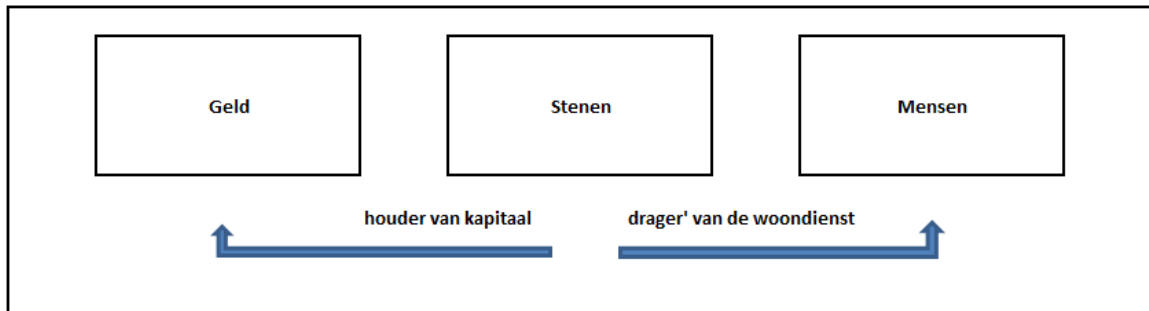 Geld
Stenen
Mensen
houder van kapitaal
drager' van de woondienst